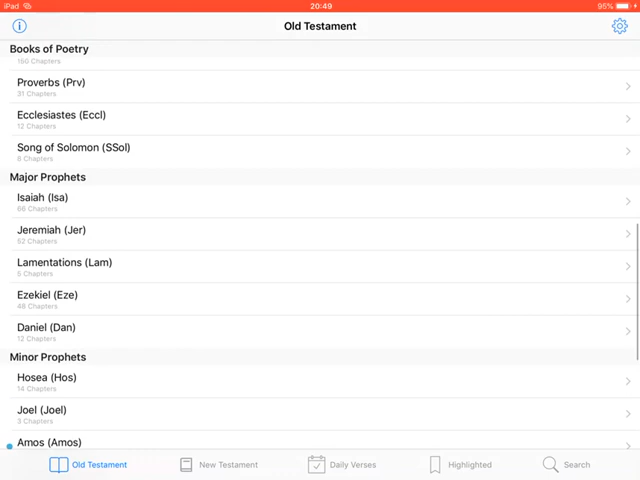 iPad 20:49 95%
Old Testament
Books of Poetry
150 Chapters
Proverbs (Prv)
31 Chapters
Ecclesiastes (Eccl)
12 Chapters
Song of Solomon (SSol)
8 Chapters
Major Prophets
Isaiah (Isa)
66 Chapters
Jeremiah (Jer)
52 Chapters
Lamentations (Lam)
5 Chapters
Ezekiel (Eze)
48 Chapters
Daniel (Dan)
12 Chapters
Minor Prophets
Hosea (Hos)
14 Chapters
Joel (Joel)
3 Chapters
Amos (Amos)
Old Testament New Testament Daily Verses Highlighted Search